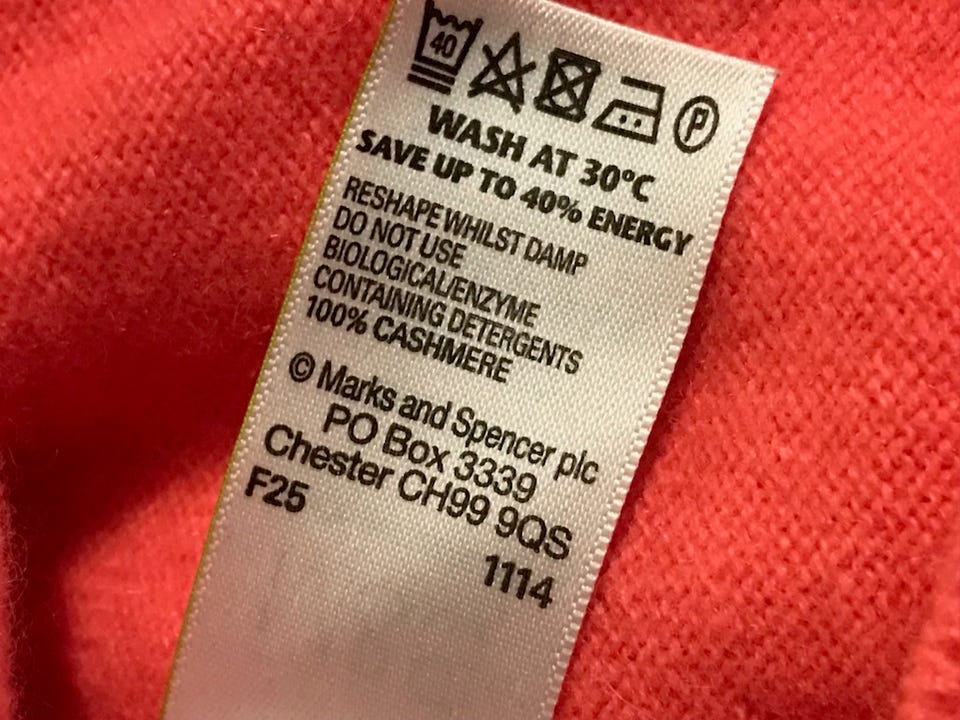 40 P
WASH AT 30°C
SAVE UP TO 40% ENERGY
RESHAPE WHILST DAMP
DO NOT USE
BIOLOGICAL/ENZYME
CONTAINING DETERGENTS
100% CASHMERE
© Marks and Spencer plc
PO Box 3339
Chester CH99 9QS
F25
1114